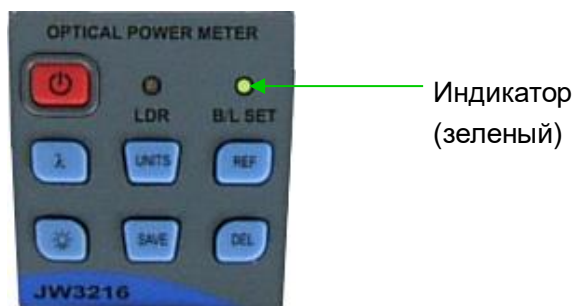 OPTICAL POWER METER
LDR B/L SET
Индикатор
(зеленый)
λ UNITS REF
SAVE DEL
JW3216